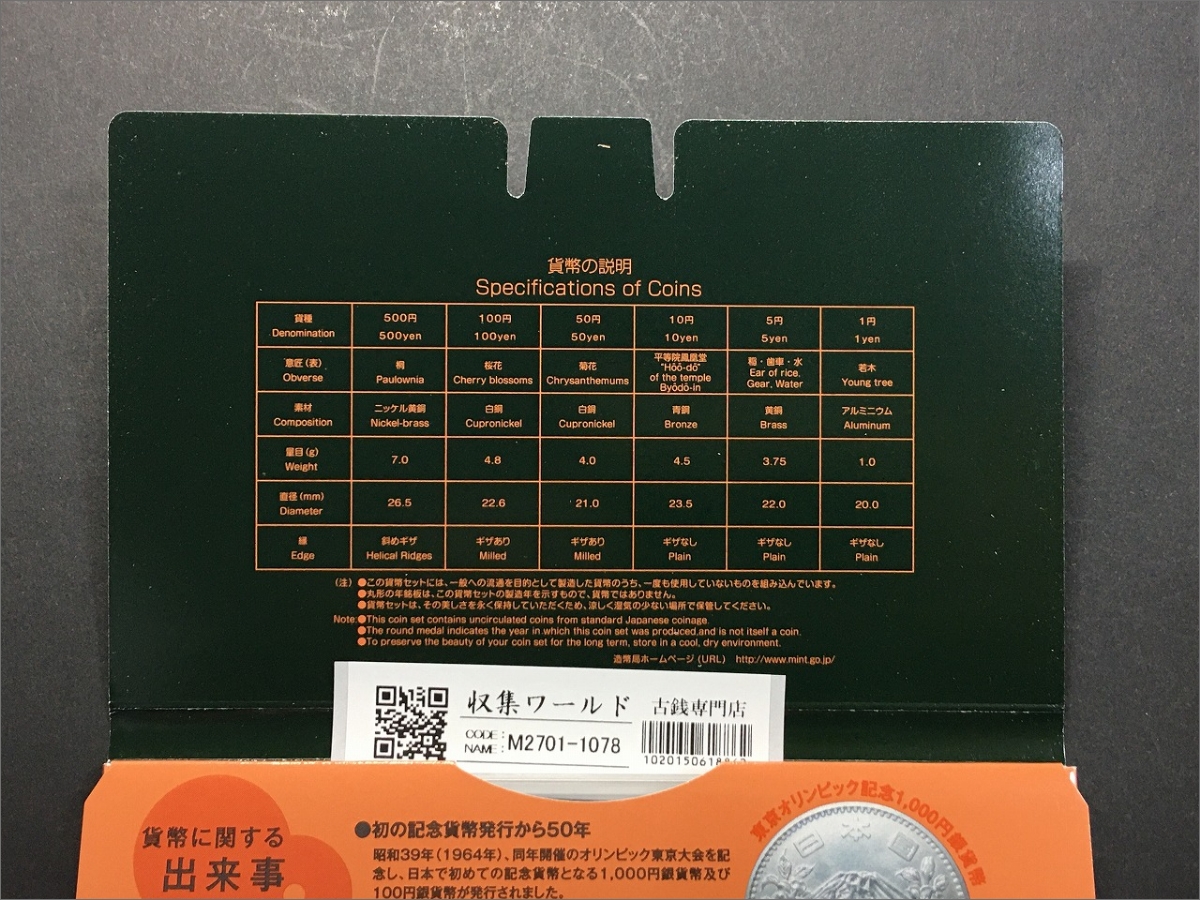 貨幣の説明
Specifications of Coins
貨種 500円 100円 50円 10円 5円 1円
Denomination 500yen 100yen 50yen 10yen 5yen 1yen
意匠(表) 桐 桜花 菊花 平等院鳳凰堂 稲・歯車・水 若木
Obverse Paulownia Cherry blossoms Chrysanthemums "Hōō-dō" of the temple Byōdō-in Ear of rice, Gear, Water Young tree
素材 ニッケル黄銅 白銅 白銅 青銅 黄銅 アルミニウム
Composition Nickel-brass Cupronickel Cupronickel Bronze Brass Aluminum
量目(g)
Weight 7.0 4.8 4.0 4.5 3.75 1.0
直径(mm)
Diameter 26.5 22.6 21.0 23.5 22.0 20.0
縁 斜めギザ ギザあり ギザあり ギザなし ギザなし ギザなし
Edge Helical Ridges Milled Milled Plain Plain Plain
(注) ●この貨幣セットには、一般への流通を目的として製造した貨幣のうち、一度も使用していないものを組み込んでいます。
●丸形の年銘板は、この貨幣セットの製造年を示すもので、貨幣ではありません。
●貨幣セットは、その美しさを永く保持していただくため、涼しく湿気の少ない場所で保管してください。
Note:●This coin set contains uncirculated coins from standard Japanese coinage.
●The round medal indicates the year in which this coin set was produced and is not itself a coin.
●To preserve the beauty of your coin set for the long term, store in a cool, dry environment.
造幣局ホームページ(URL) http://www.mint.go.jp/
収集ワールド 古銭専門店
CODE:
NAME: M2701-1078
1020150618
貨幣に関する
出来事
●初の記念貨幣発行から50年
昭和39年(1964年)、同年開催のオリンピック東京大会を記
念し、日本で初めての記念貨幣となる1,000円銀貨幣及び
100円銀貨幣が発行されました。
東京オリンピック記念1,000円銀貨幣
日本国